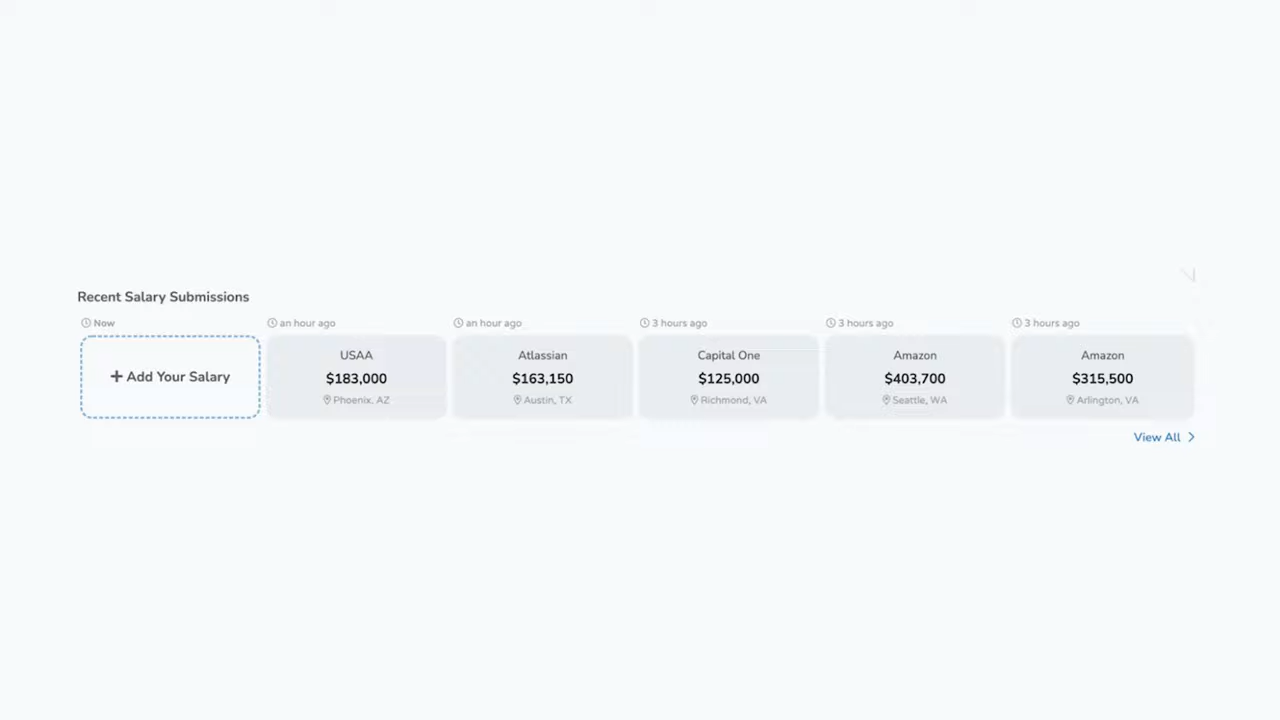 Recent Salary Submissions
Now
Add Your Salary
an hour ago
USAA
$183,000
Phoenix, AZ
an hour ago
Atlassian
$163,150
Austin, TX
3 hours ago
Capital One
$125,000
Richmond, VA
3 hours ago
Amazon
$403,700
Seattle, WA
3 hours ago
Amazon
$315,500
Arlington, VA
View All